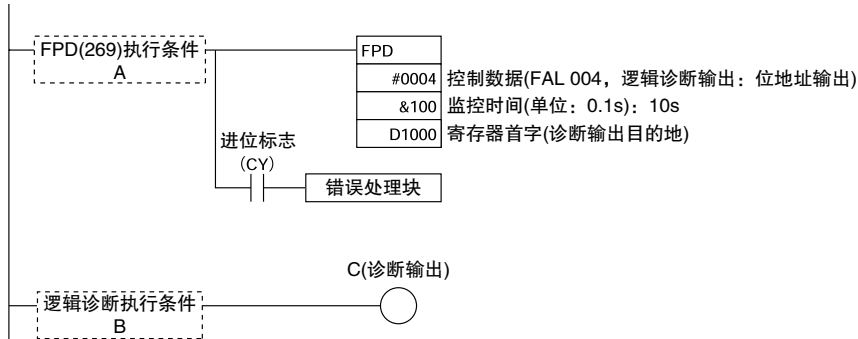 FPD(269)执行条件
A
FPD
#0004 控制数据(FAL 004，逻辑诊断输出：位地址输出)
&100 监控时间(单位：0.1s)：10s
D1000 寄存器首字(诊断输出目的地)
进位标志
(CY)
错误处理块
C(诊断输出)
逻辑诊断执行条件
B